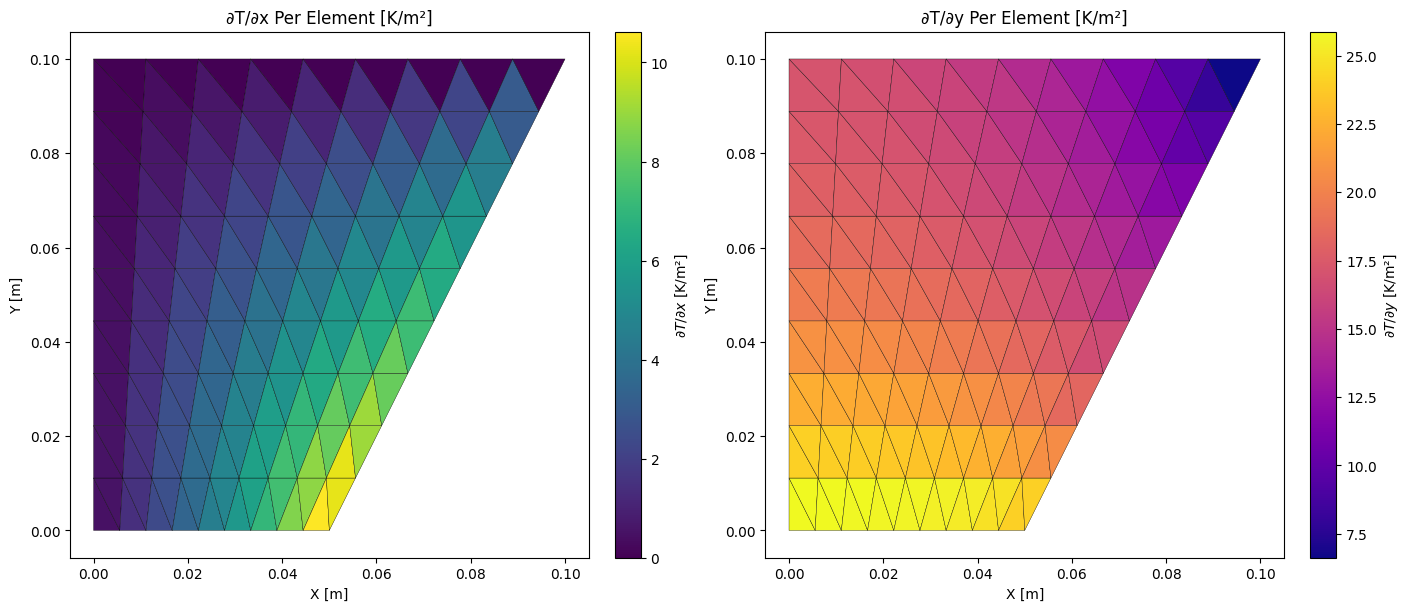 ∂T/∂x Per Element [K/m²]
0.10
0.08
0.06
0.04
0.02
0.00
Y [m]
0.00 0.02 0.04 0.06 0.08 0.10
X [m]
10
8
6
4
2
0
∂T/∂x [K/m²]
∂T/∂y Per Element [K/m²]
0.10
0.08
0.06
0.04
0.02
0.00
Y [m]
0.00 0.02 0.04 0.06 0.08 0.10
X [m]
25.0
22.5
20.0
17.5
15.0
12.5
10.0
7.5
∂T/∂y [K/m²]